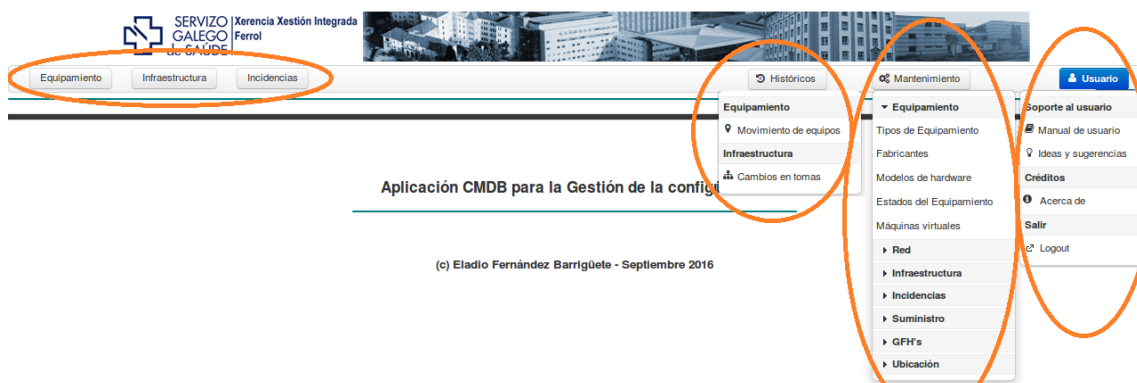 SERVIZO
GALEGO
de SAÚDE
Xerencia Xestión Integrada
Ferrol
Equipamiento
Infraestructura
Incidencias
Históricos
Mantenimiento
Usuario
Equipamiento
Movimiento de equipos
Infraestructura
Cambios en tomas
Equipamiento
Tipos de Equipamiento
Fabricantes
Modelos de hardware
Estados del Equipamiento
Máquinas virtuales
Red
Infraestructura
Incidencias
Suministro
GFH's
Ubicación
Soporte al usuario
Manual de usuario
Ideas y sugerencias
Créditos
Acerca de
Salir
Logout
Aplicación CMDB para la Gestión de la config
(c) Eladio Fernández Barrigüete - Septiembre 2016